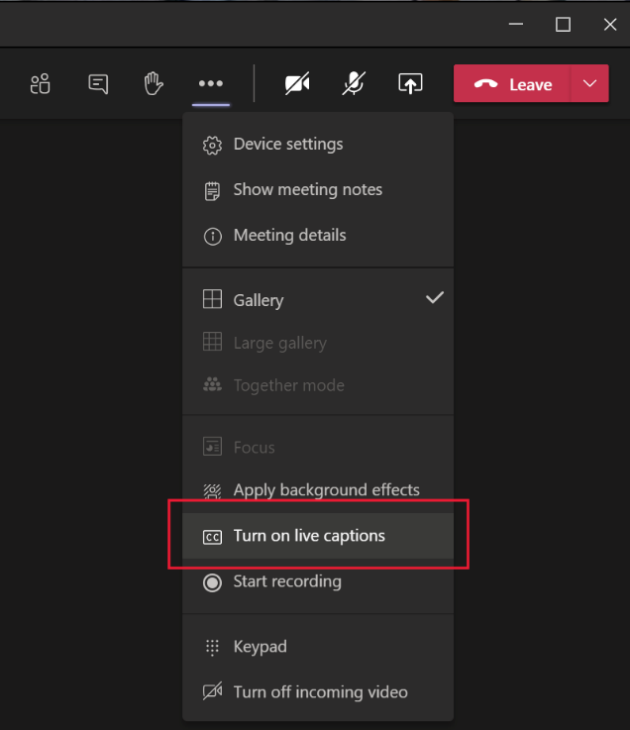 Leave
Device settings
Show meeting notes
Meeting details
Gallery
Large gallery
Together mode
Focus
Apply background effects
CC Turn on live captions
Start recording
Keypad
Turn off incoming video